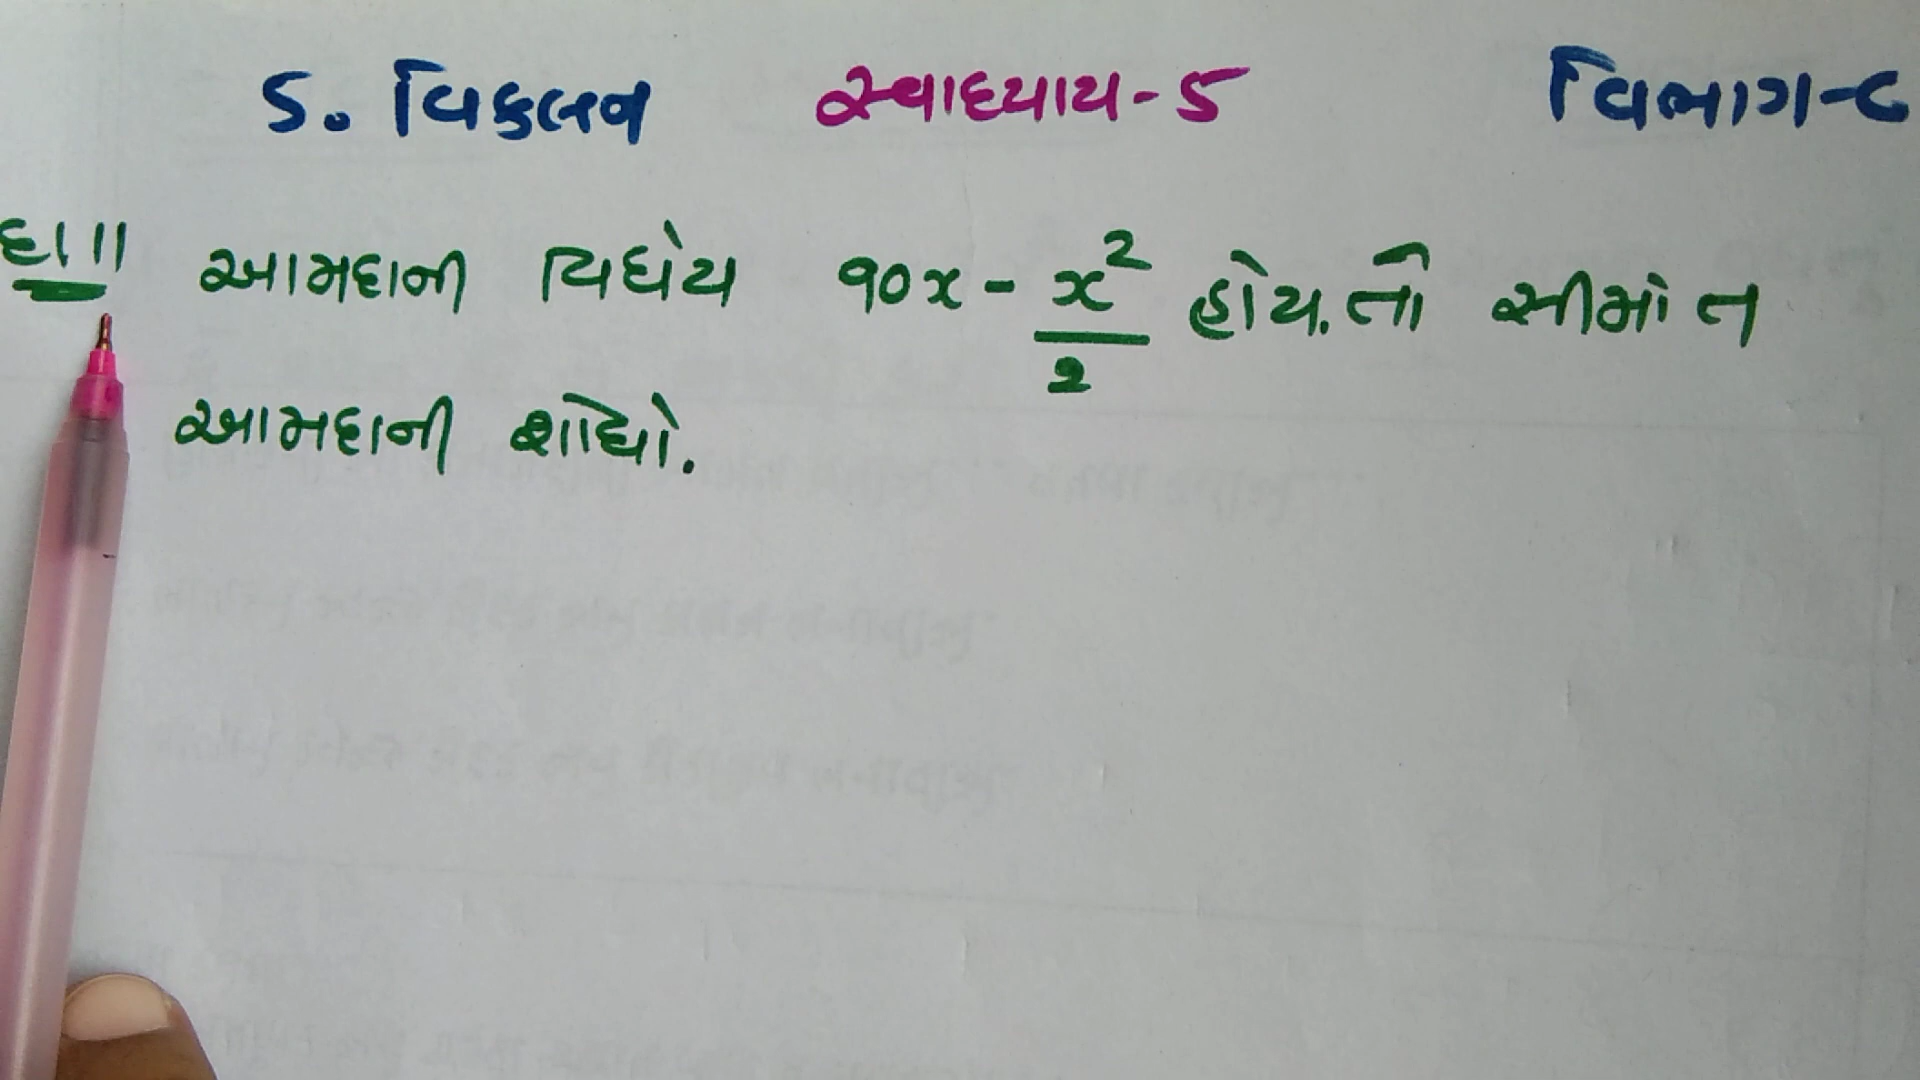 5. વિકલન સ્વાધ્યાય-5 વિભાગ-C
દા 11 આમદાની વિધેય 90x - x²/2 હોય.તો સીમાંત
આમદાની શોધો.